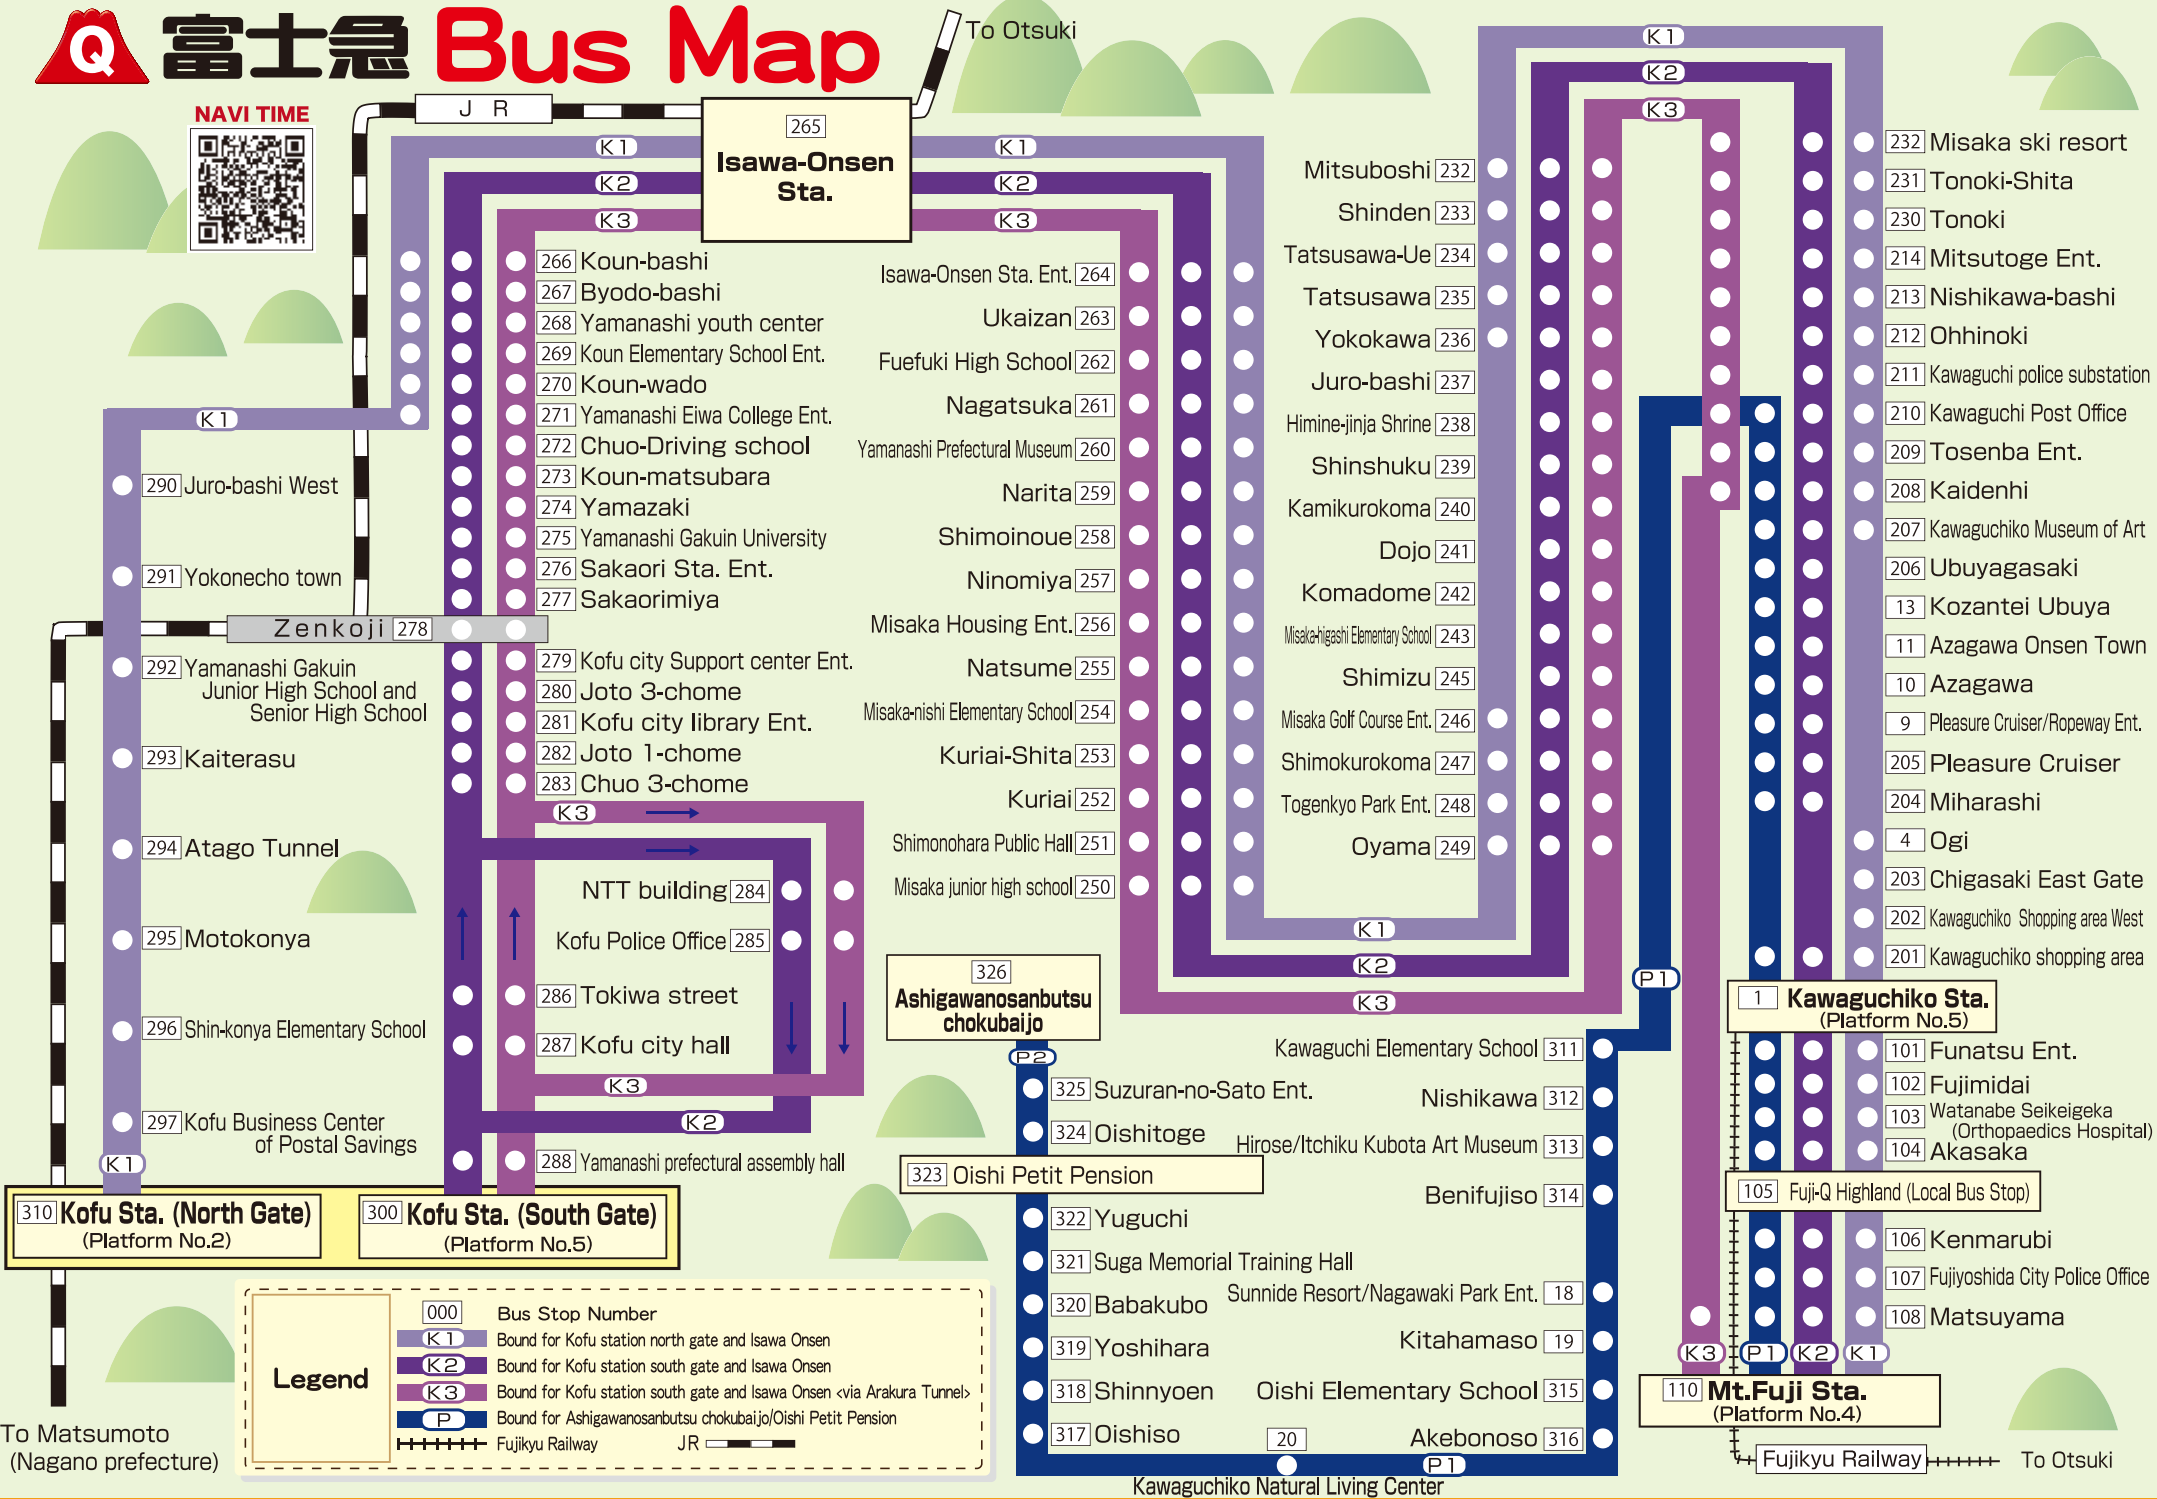 Q 富士急 Bus Map
NAVI TIME
To Otsuki
J R
265
Isawa-Onsen
Sta.
K1
K2
K3
K1
K2
K3
K1
266 Koun-bashi
267 Byodo-bashi
268 Yamanashi youth center
269 Koun Elementary School Ent.
270 Koun-wado
271 Yamanashi Eiwa College Ent.
272 Chuo-Driving school
273 Koun-matsubara
274 Yamazaki
275 Yamanashi Gakuin University
276 Sakaori Sta. Ent.
277 Sakaorimiya
Zenkoji 278
279 Kofu city Support center Ent.
280 Joto 3-chome
281 Kofu city library Ent.
282 Joto 1-chome
283 Chuo 3-chome
K3
NTT building 284
Kofu Police Office 285
286 Tokiwa street
287 Kofu city hall
K3
K2
288 Yamanashi prefectural assembly hall
290 Juro-bashi West
291 Yokonecho town
292 Yamanashi Gakuin
Junior High School and
Senior High School
293 Kaiterasu
294 Atago Tunnel
295 Motokonya
296 Shin-konya Elementary School
297 Kofu Business Center
of Postal Savings
K1
310 Kofu Sta. (North Gate)
(Platform No.2)
300 Kofu Sta. (South Gate)
(Platform No.5)
Isawa-Onsen Sta. Ent. 264
Ukaizan 263
Fuefuki High School 262
Nagatsuka 261
Yamanashi Prefectural Museum 260
Narita 259
Shimoinoue 258
Ninomiya 257
Misaka Housing Ent. 256
Natsume 255
Misaka-nishi Elementary School 254
Kuriai-Shita 253
Kuriai 252
Shimonohara Public Hall 251
Misaka junior high school 250
K1
K2
K3
K1
K2
K3
Mitsuboshi 232
Shinden 233
Tatsusawa-Ue 234
Tatsusawa 235
Yokokawa 236
Juro-bashi 237
Himine-jinja Shrine 238
Shinshuku 239
Kamikurokoma 240
Dojo 241
Komadome 242
Misaka-higashi Elementary School 243
Shimizu 245
Misaka Golf Course Ent. 246
Shimokurokoma 247
Togenkyo Park Ent. 248
Oyama 249
232 Misaka ski resort
231 Tonoki-Shita
230 Tonoki
214 Mitsutoge Ent.
213 Nishikawa-bashi
212 Ohhinoki
211 Kawaguchi police substation
210 Kawaguchi Post Office
209 Tosenba Ent.
208 Kaidenhi
207 Kawaguchiko Museum of Art
206 Ubuyagasaki
13 Kozantei Ubuya
11 Azagawa Onsen Town
10 Azagawa
9 Pleasure Cruiser/Ropeway Ent.
205 Pleasure Cruiser
204 Miharashi
4 Ogi
203 Chigasaki East Gate
202 Kawaguchiko Shopping area West
201 Kawaguchiko shopping area
1 Kawaguchiko Sta.
(Platform No.5)
101 Funatsu Ent.
102 Fujimidai
103 Watanabe Seikeigeka
(Orthopaedics Hospital)
104 Akasaka
105 Fuji-Q Highland (Local Bus Stop)
106 Kenmarubi
107 Fujiyoshida City Police Office
108 Matsuyama
K3 P1 K2 K1
110 Mt.Fuji Sta.
(Platform No.4)
Fujikyu Railway
To Otsuki
P1
Kawaguchi Elementary School 311
Nishikawa 312
Hirose/Itchiku Kubota Art Museum 313
Benifujiso 314
Sunnide Resort/Nagawaki Park Ent. 18
Kitahamaso 19
Oishi Elementary School 315
Akebonoso 316
P1
20
Kawaguchiko Natural Living Center
326
Ashigawanosanbutsu
chokubaijo
P2
325 Suzuran-no-Sato Ent.
324 Oishitoge
323 Oishi Petit Pension
322 Yuguchi
321 Suga Memorial Training Hall
320 Babakubo
319 Yoshihara
318 Shinnyoen
317 Oishiso
Legend
000 Bus Stop Number
K1 Bound for Kofu station north gate and Isawa Onsen
K2 Bound for Kofu station south gate and Isawa Onsen
K3 Bound for Kofu station south gate and Isawa Onsen <via Arakura Tunnel>
P Bound for Ashigawanosanbutsu chokubaijo/Oishi Petit Pension
Fujikyu Railway JR
To Matsumoto
(Nagano prefecture)